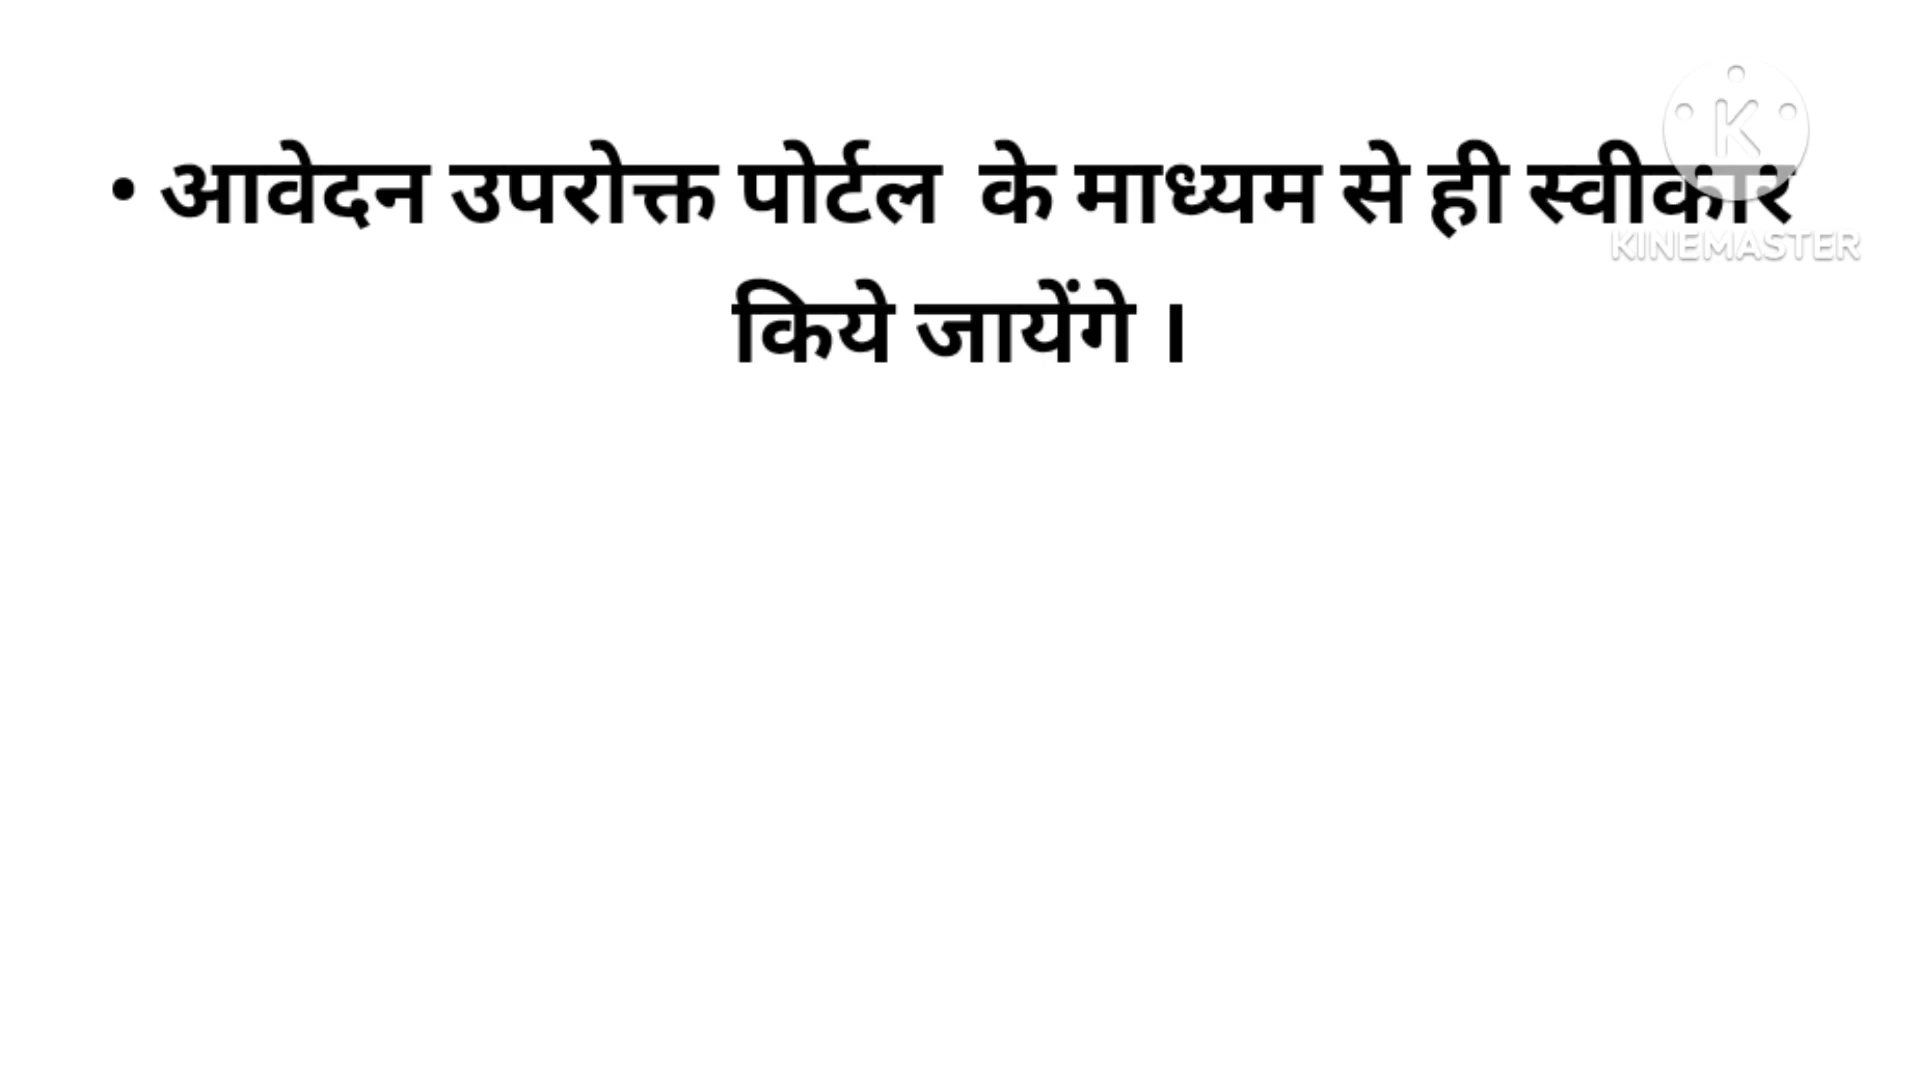 • आवेदन उपरोक्त पोर्टल के माध्यम से ही स्वीकार
किये जायेंगे ।
K
KINEMASTER